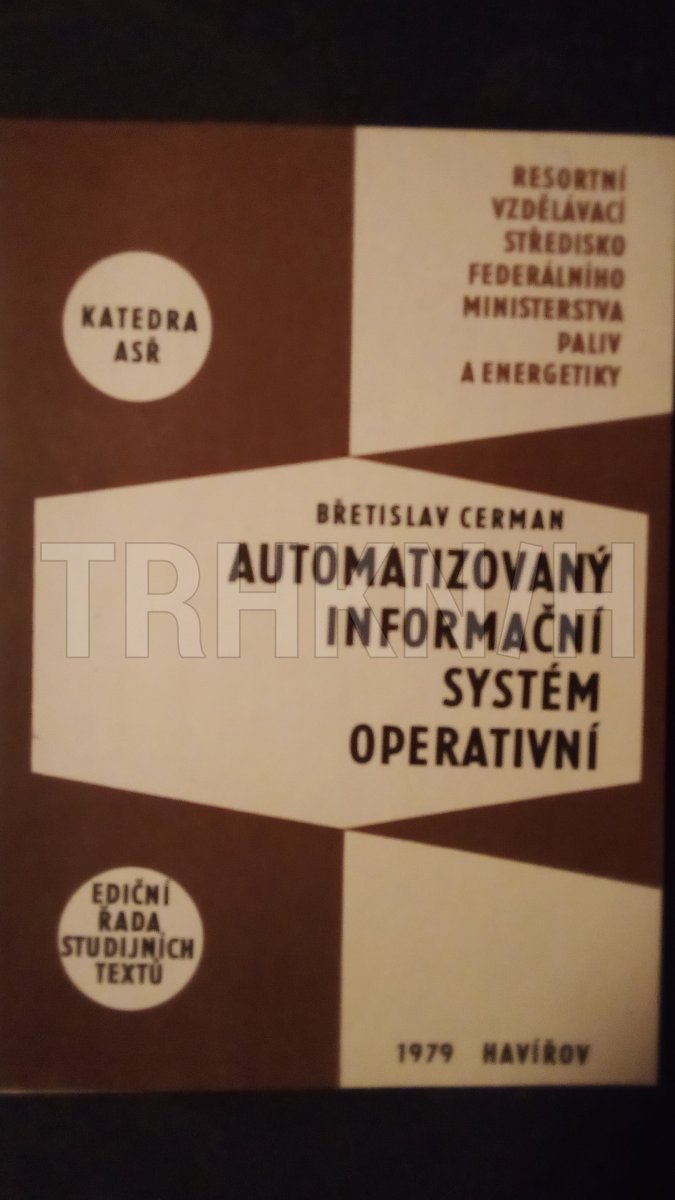 RESORTNÍ
VZDĚLÁVACÍ
STŘEDISKO
FEDERÁLNÍHO
MINISTERSTVA
PALIV
A ENERGETIKY
KATEDRA
ASŘ
BŘETISLAV CERMAN
AUTOMATIZOVANÝ
INFORMAČNÍ
SYSTÉM
OPERATIVNÍ
TRHKNIH
EDIČNÍ
ŘADA
STUDIJNÍCH
TEXTŮ
1979 HAVÍŘOV